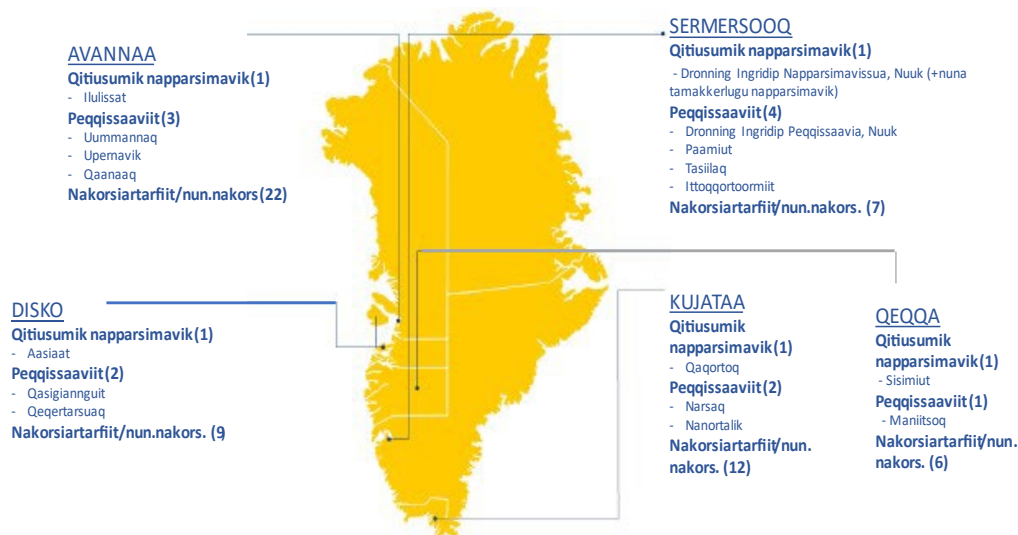 AVANNAA
Qitiusumik napparsimavik (1)
- Ilulissat
Peqqissaaviit (3)
- Uummannaq
- Upernavik
- Qaanaaq
Nakorsiartarfiit/nun.nakors (22)
SERMERSOOQ
Qitiusumik napparsimavik (1)
- Dronning Ingridip Napparsimavissua, Nuuk (+nuna
tamakkerlugu napparsimavik)
Peqqissaaviit (4)
- Dronning Ingridip Peqqissaavia, Nuuk
- Paamiut
- Tasiilaq
- Ittoqqortoormiit
Nakorsiartarfiit/nun.nakors. (7)
DISKO
Qitiusumik napparsimavik (1)
- Aasiaat
Peqqissaaviit (2)
- Qasigiannguit
- Qeqertarsuaq
Nakorsiartarfiit/nun.nakors. (9)
KUJATAA
Qitiusumik
napparsimavik (1)
- Qaqortoq
Peqqissaaviit (2)
- Narsaq
- Nanortalik
Nakorsiartarfiit/nun.
nakors. (12)
QEQQA
Qitiusumik
napparsimavik (1)
- Sisimiut
Peqqissaaviit (1)
- Maniitsoq
Nakorsiartarfiit/nun.
nakors. (6)